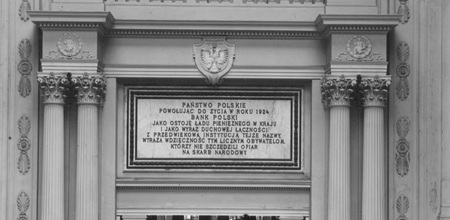 PAŃSTWO POLSKIE
POWOŁUJĄC DO ŻYCIA W ROKU 1924
BANK POLSKI
JAKO OSTOJĘ ŁADU PIENIĘŻNEGO W KRAJU
I JAKO WYRAZ DUCHOWEJ ŁĄCZNOŚCI
Z PRZEDWIEKOWĄ INSTYTUCJĄ TEJŻE NAZWY,
WYRAŻA WDZIĘCZNOŚĆ TYM LICZNYM OBYWATELOM,
KTÓRZY NIE SZCZĘDZILI OFIAR
NA SKARB NARODOWY.